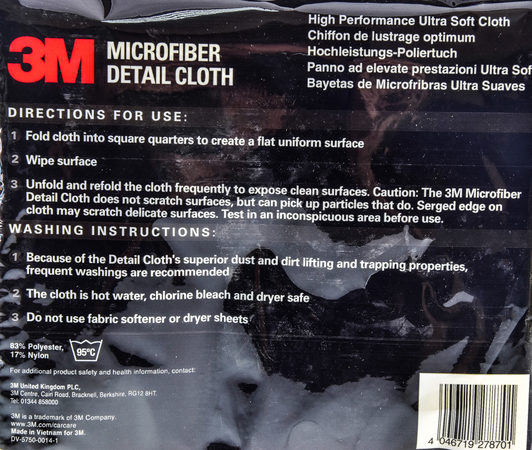 3M
MICROFIBER
DETAIL CLOTH
High Performance Ultra Soft Cloth
Chiffon de lustrage optimum
Hochleistungs-Poliertuch
Panno ad elevate prestazioni Ultra Sof
Bayetas de Microfribras Ultra Suaves
DIRECTIONS FOR USE:
1 Fold cloth into square quarters to create a flat uniform surface
2 Wipe surface
3 Unfold and refold the cloth frequently to expose clean surfaces. Caution: The 3M Microfiber
Detail Cloth does not scratch surfaces, but can pick up particles that do. Serged edge on
cloth may scratch delicate surfaces. Test in an inconspicuous area before use.
WASHING INSTRUCTIONS:
1 Because of the Detail Cloth's superior dust and dirt lifting and trapping properties,
frequent washings are recommended
2 The cloth is hot water, chlorine bleach and dryer safe
3 Do not use fabric softener or dryer sheets
83% Polyester,
17% Nylon
95°C
For additional product safety and health information, contact:
3M United Kingdom PLC,
3M Centre, Cain Road, Bracknell, Berkshire, RG12 8HT.
Tel: 01344 858000
3M is a trademark of 3M Company.
www.3M.com/carcare
Made in Vietnam for 3M.
DV-5750-0014-1
4 046719 278701